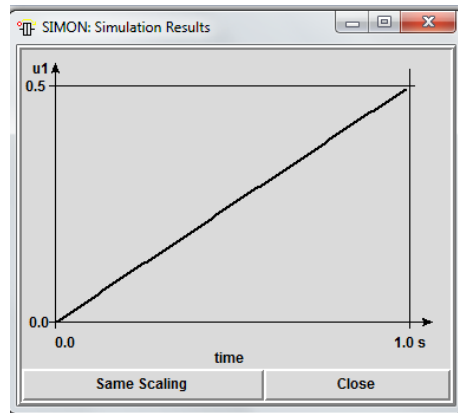 SIMON: Simulation Results
u1
0.5
0.0
0.0 1.0 s
time
Same Scaling Close